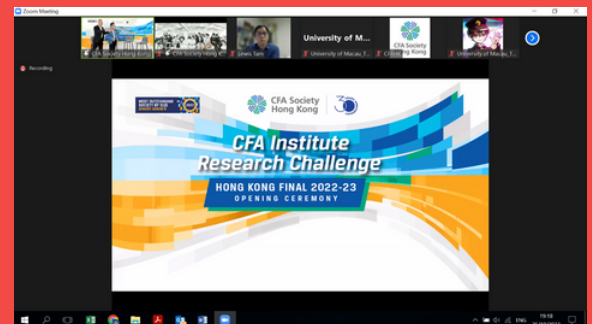 Zoom Meeting
University of M...
CFA Society Hong Kong
CFA Society Hong K...
Lewis Tam
University of Macau_T...
CFA Society Hong Kong
University of Macau_T...
Recording
CFA Society
Hong Kong
30
CFA Institute
Research Challenge
HONG KONG FINAL 2022-23
OPENING CEREMONY
ENG
19:18